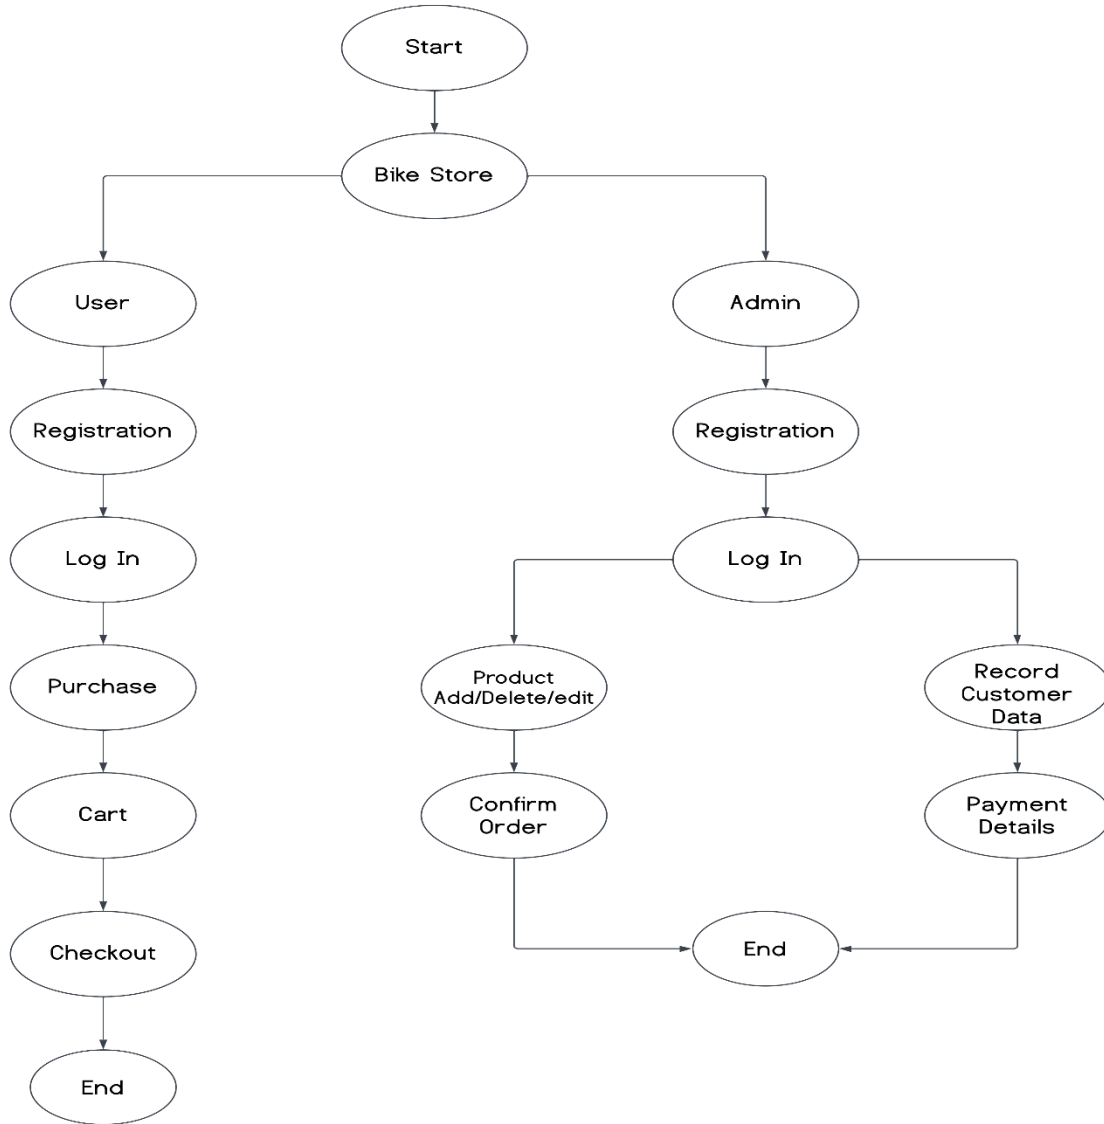 Start
Bike Store
User
Admin
Registration
Registration
Log In
Log In
Purchase
Product
Add/Delete/edit
Record
Customer
Data
Cart
Confirm
Order
Payment
Details
Checkout
End
End